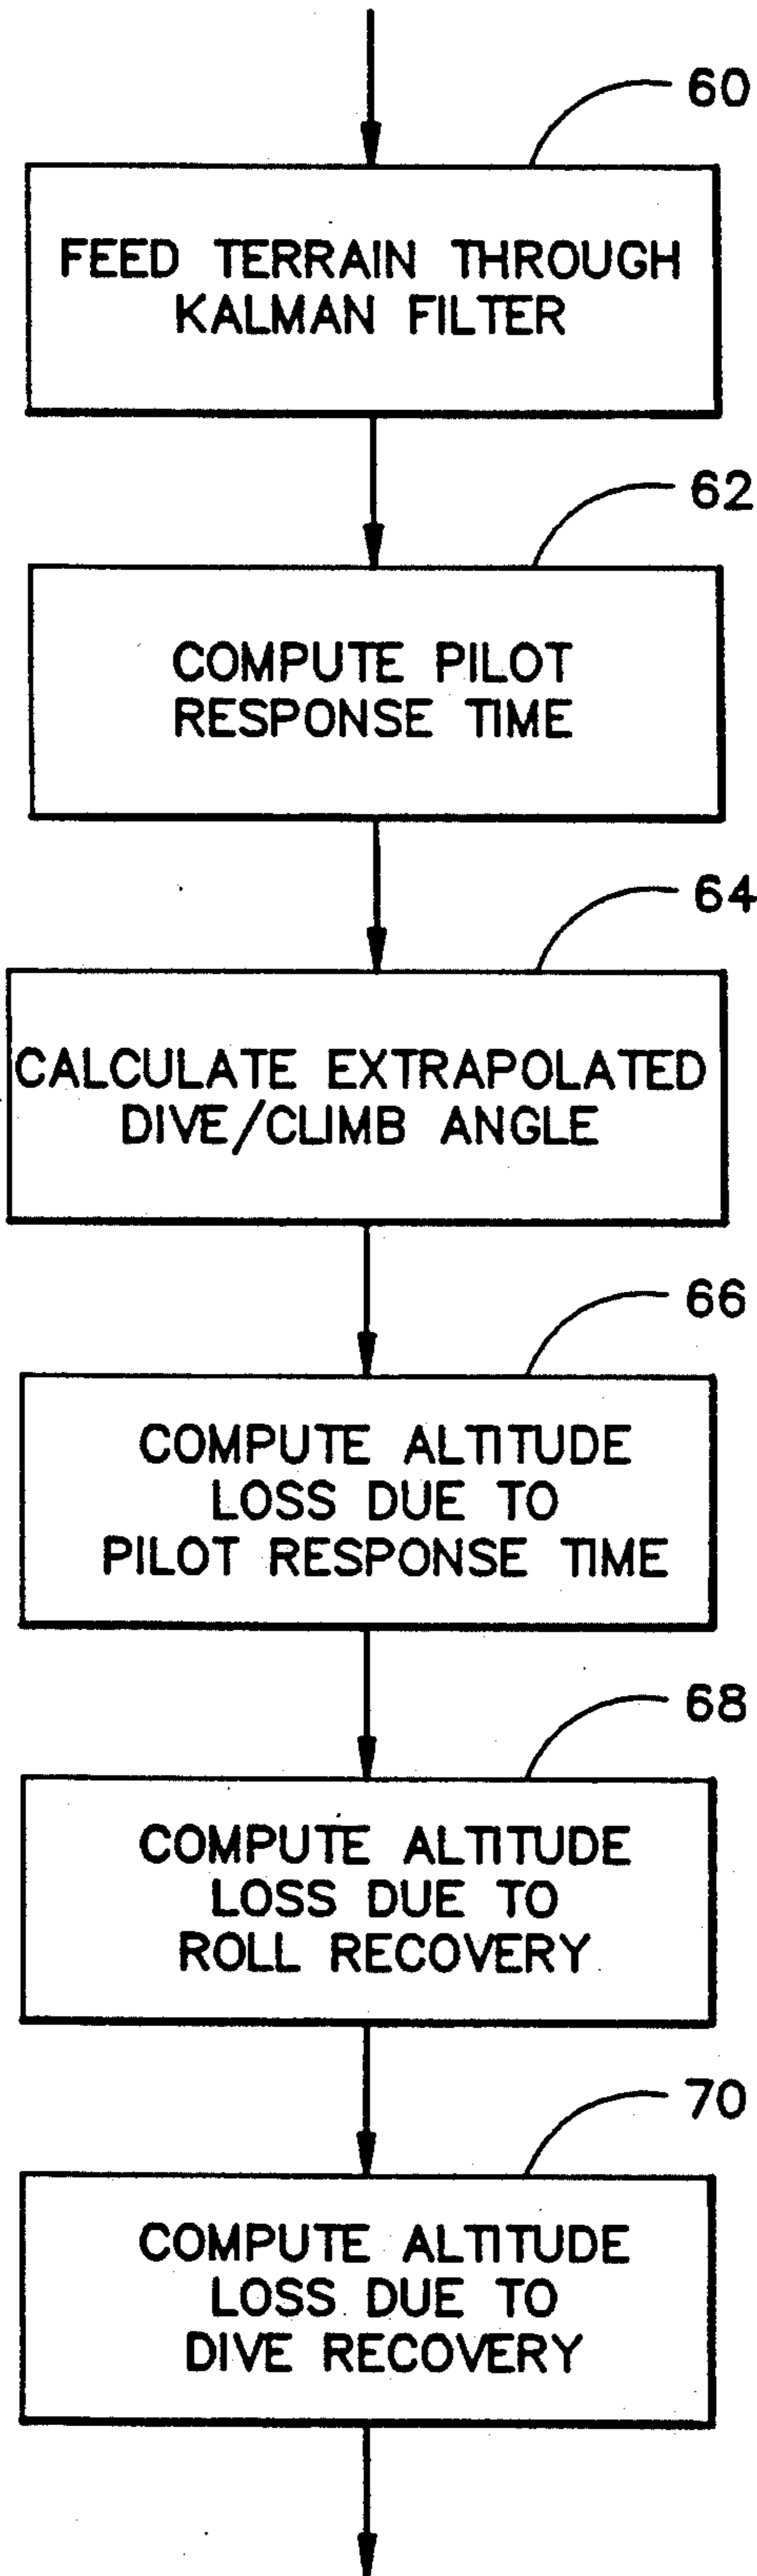 60
FEED TERRAIN THROUGH
KALMAN FILTER
62
COMPUTE PILOT
RESPONSE TIME
64
CALCULATE EXTRAPOLATED
DIVE/CLIMB ANGLE
66
COMPUTE ALTITUDE
LOSS DUE TO
PILOT RESPONSE TIME
68
COMPUTE ALTITUDE
LOSS DUE TO
ROLL RECOVERY
70
COMPUTE ALTITUDE
LOSS DUE TO
DIVE RECOVERY